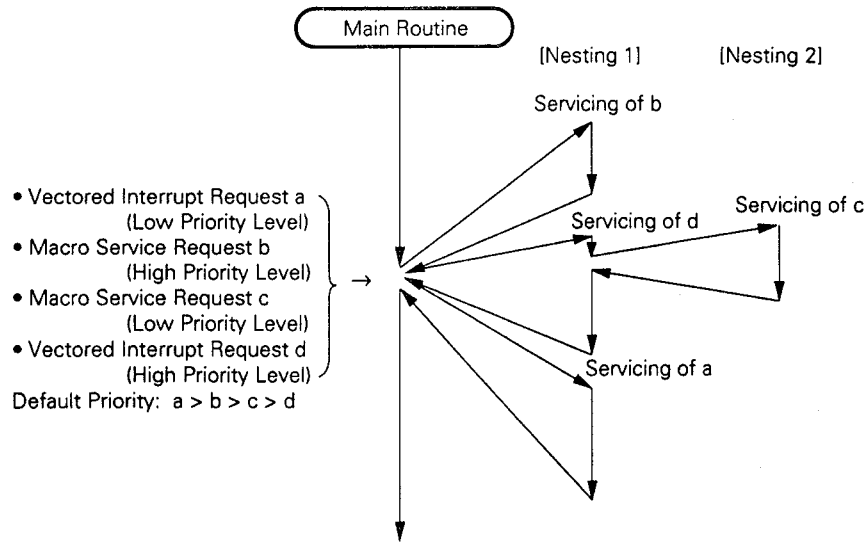 Main Routine
[Nesting 1]
[Nesting 2]
Servicing of b
• Vectored Interrupt Request a
(Low Priority Level)
• Macro Service Request b
(High Priority Level)
• Macro Service Request c
(Low Priority Level)
• Vectored Interrupt Request d
(High Priority Level)
Default Priority: a > b > c > d
→
Servicing of d
Servicing of c
Servicing of a